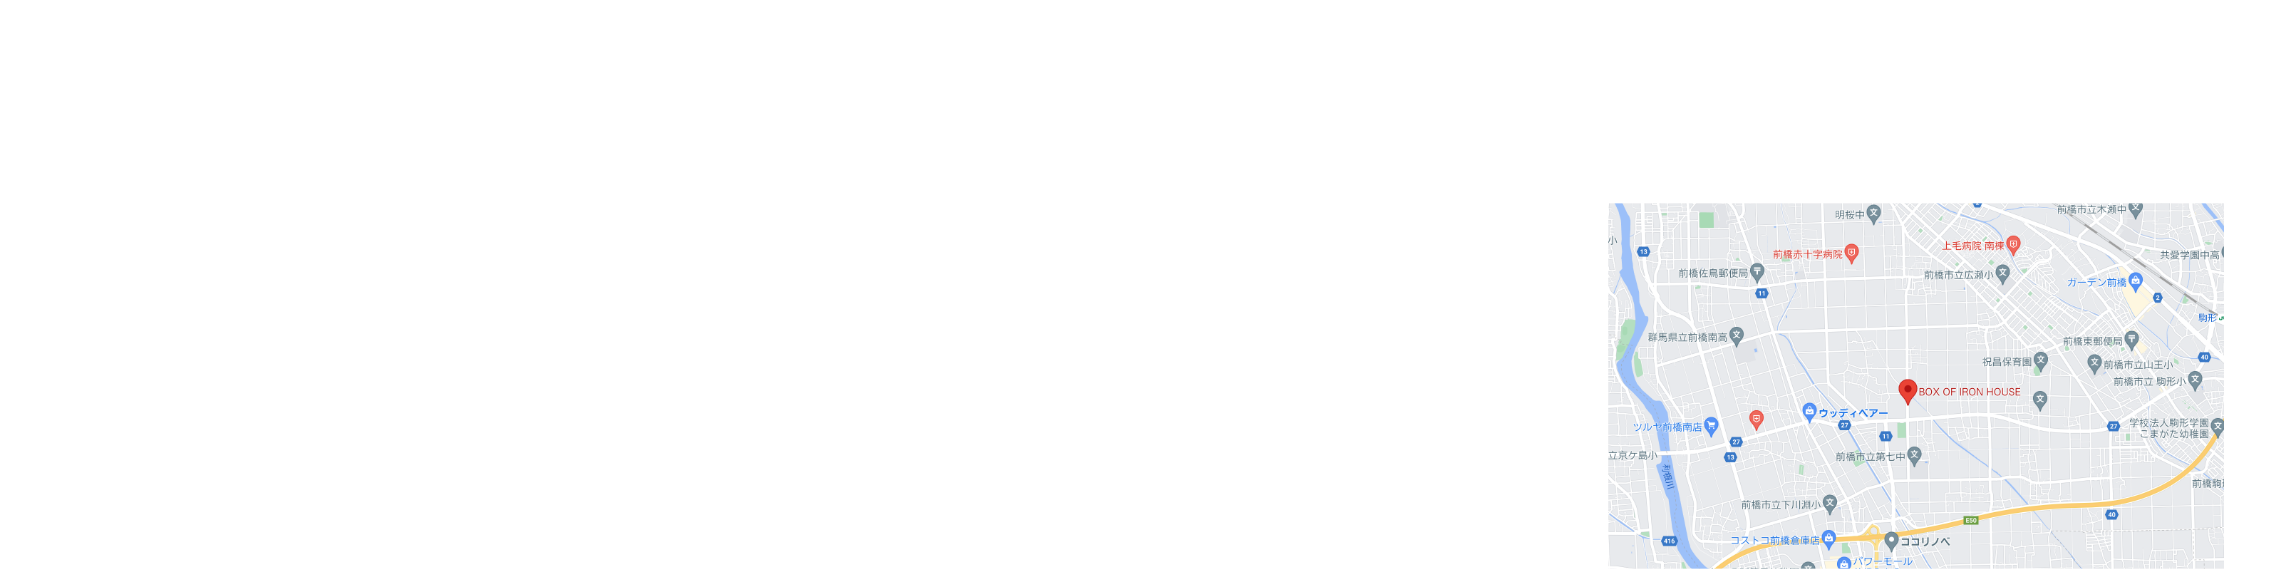 明桜中
前橋市立木瀬中
小
13
前橋赤十字病院
上毛病院 南棟
共愛学園中高
前橋佐鳥郵便局
前橋市立広瀬小
ガーデン前橋
11
2
駒形
群馬県立前橋南高
前橋東郵便局
祝昌保育園
40
前橋市立山王小
前橋市立 駒形小
BOX OF IRON HOUSE
ウッディベアー
ツルヤ前橋南店
27
27
学校法人駒形学園
こまがた幼稚園
27
11
立京ケ島小
13
前橋市立第七中
利根川
前橋駒
前橋市立下川淵小
40
E50
416
コストコ前橋倉庫店
ココリノベ
パワーモール